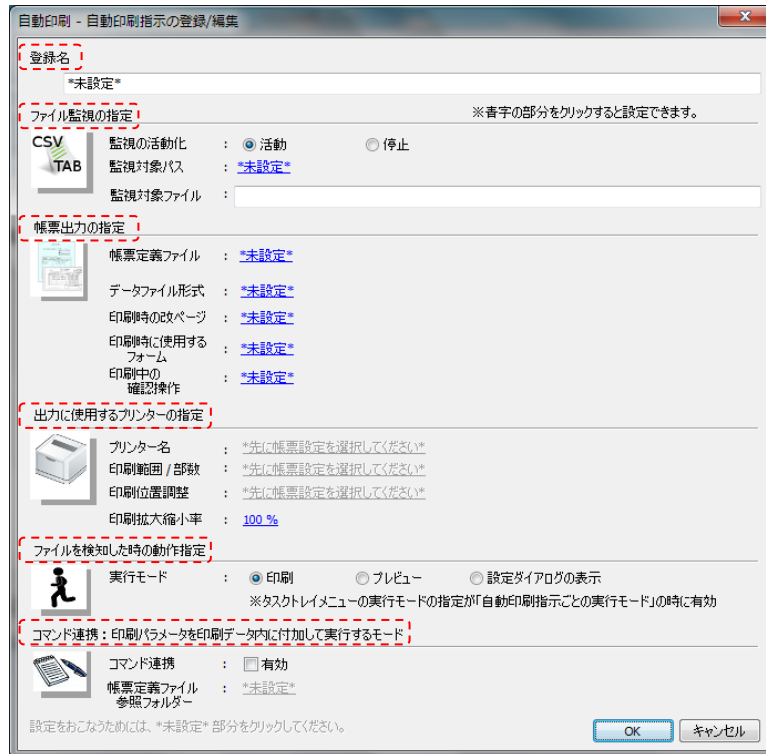 自動印刷 - 自動印刷指示の登録/編集
登録名
*未設定*
ファイル監視の指定
※青字の部分をクリックすると設定できます。
CSV
TAB
監視の活動化 : 活動 停止
監視対象パス : *未設定*
監視対象ファイル :
帳票出力の指定
帳票定義ファイル : *未設定*
データファイル形式 : *未設定*
印刷時の改ページ : *未設定*
印刷時に使用する
フォーム : *未設定*
印刷中の
確認操作 : *未設定*
出力に使用するプリンターの指定
プリンター名 : *先に帳票設定を選択してください*
印刷範囲 / 部数 : *先に帳票設定を選択してください*
印刷位置調整 : *先に帳票設定を選択してください*
印刷拡大縮小率 : 100 %
ファイルを検知した時の動作指定
実行モード : 印刷 プレビュー 設定ダイアログの表示
※タスクトレイメニューの実行モードの指定が「自動印刷指示ごとの実行モード」の時に有効
コマンド連携：印刷パラメータを印刷データ内に付加して実行するモード
コマンド連携 : 有効
帳票定義ファイル : *未設定*
参照フォルダー
設定をおこなうためには、*未設定* 部分をクリックしてください。
OK キャンセル